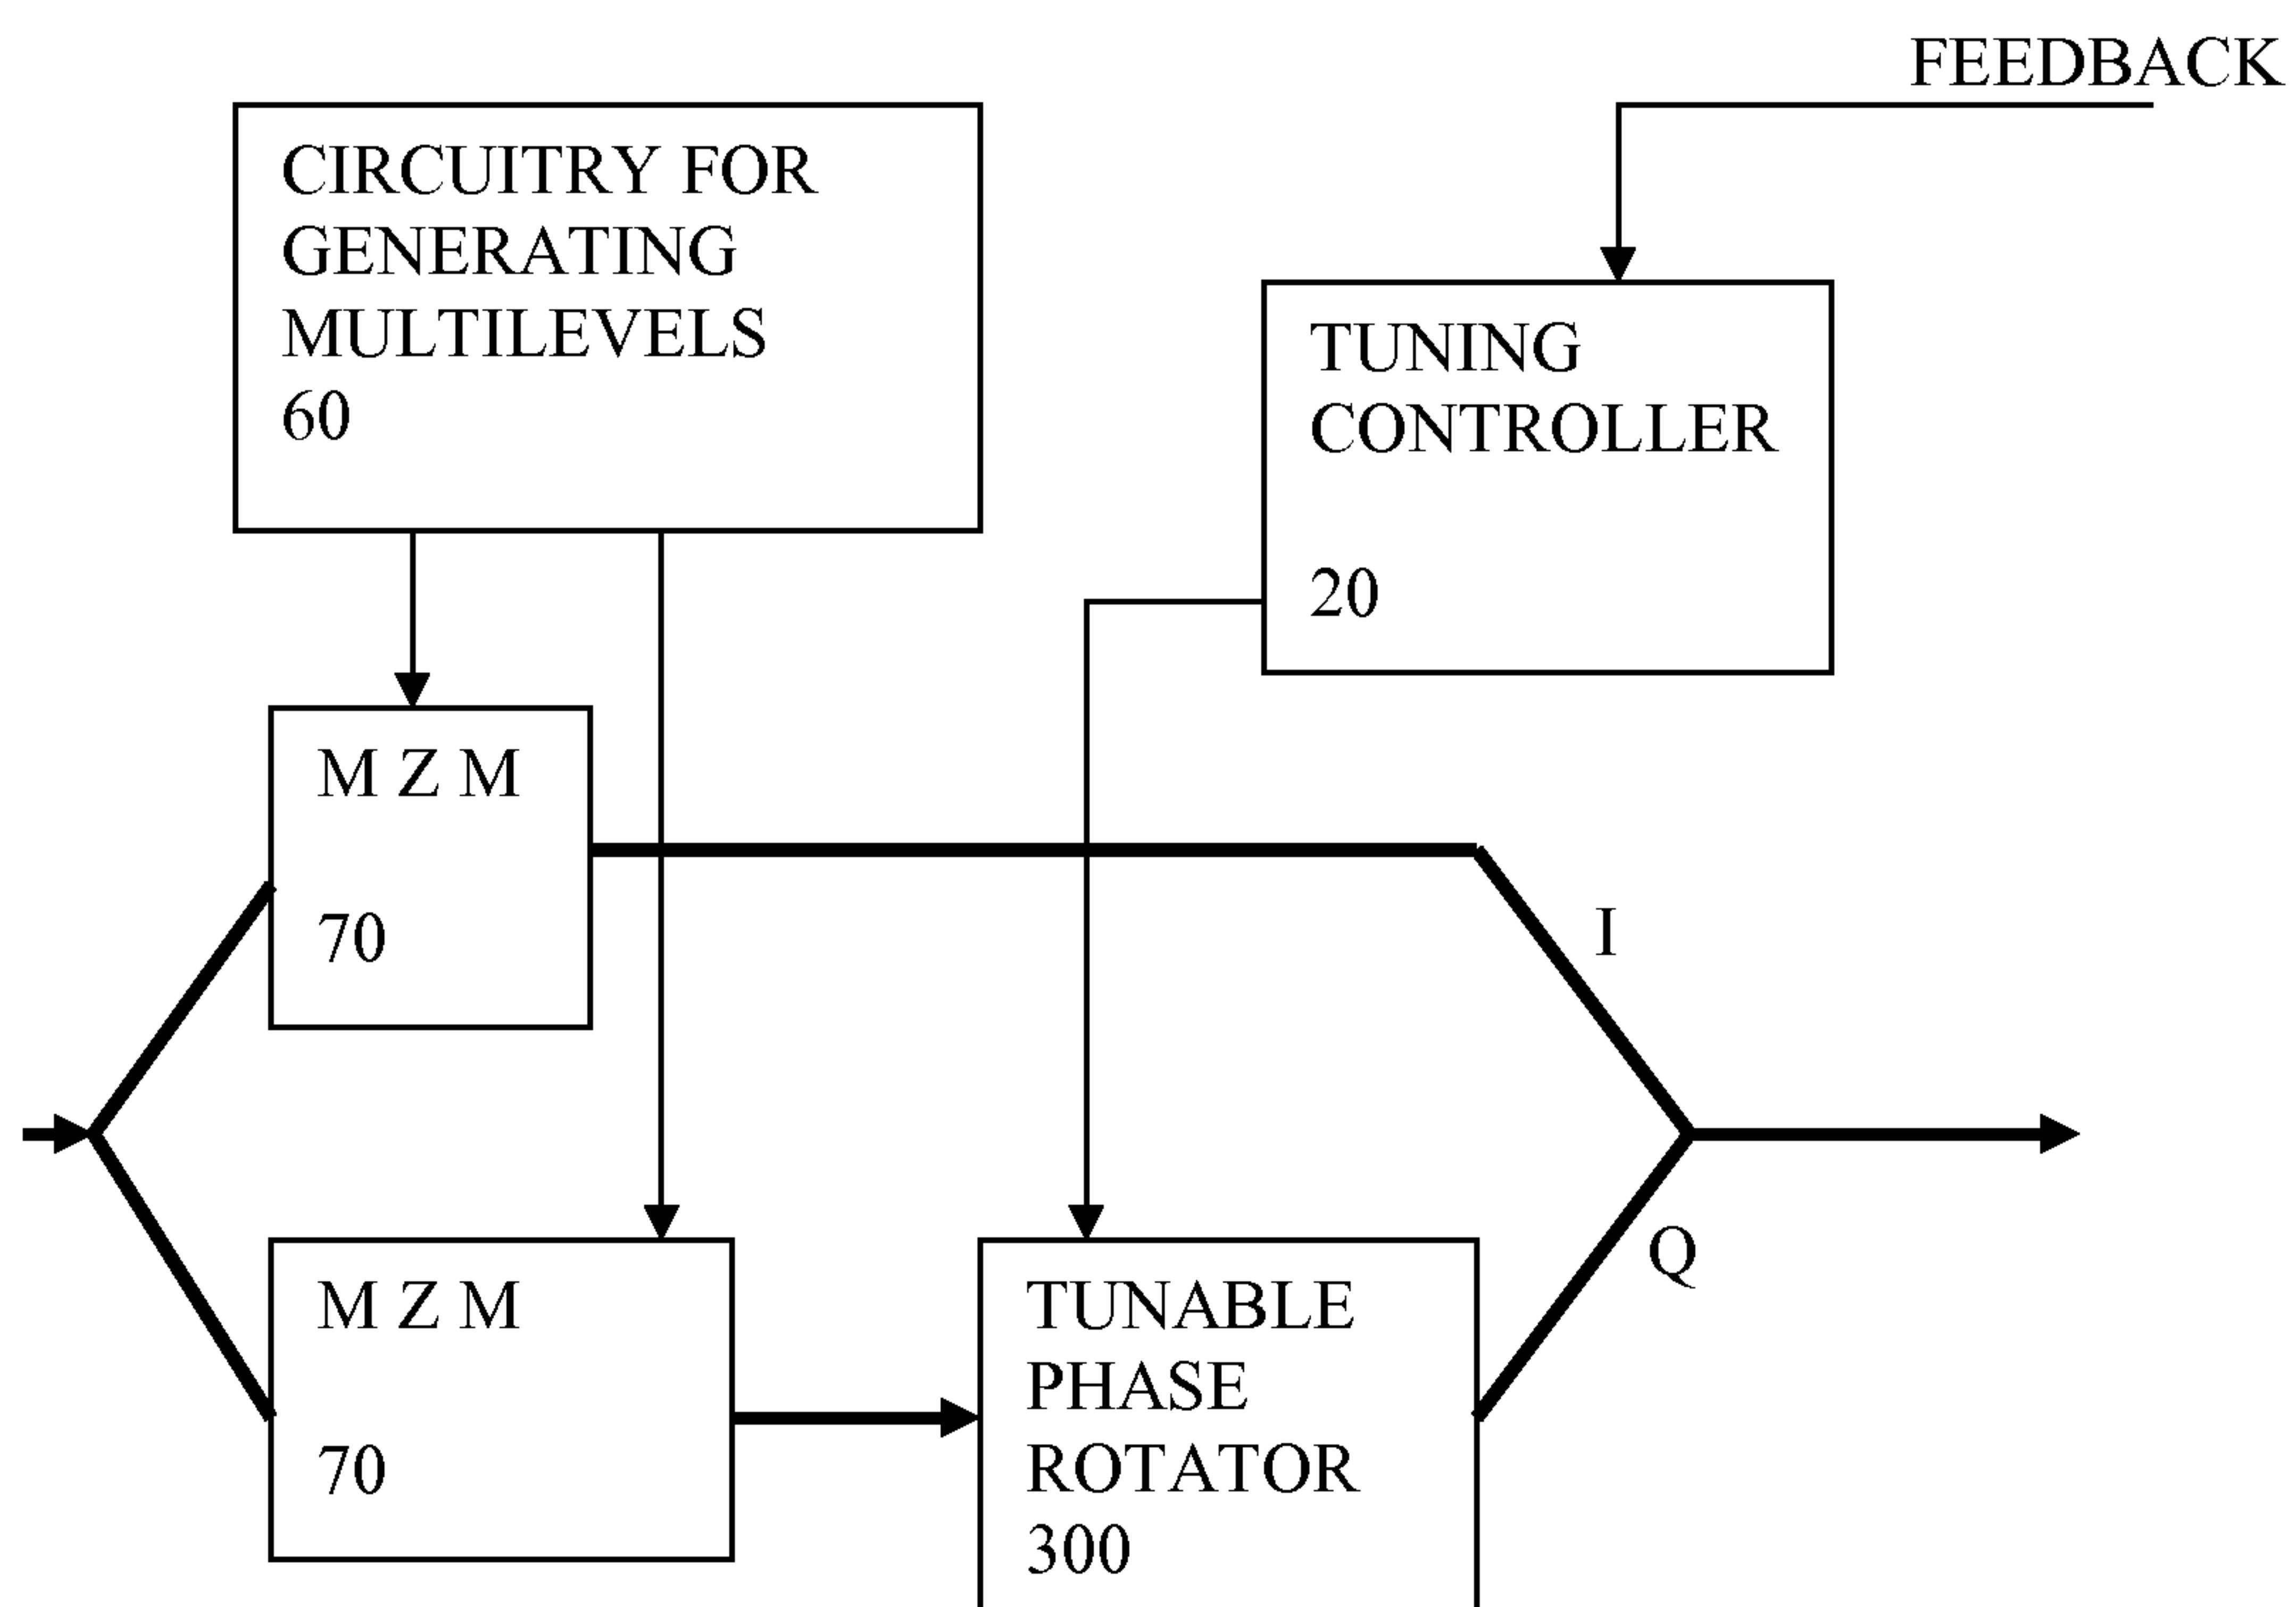 FEEDBACK
CIRCUITRY FOR
GENERATING
MULTILEVELS
60
TUNING
CONTROLLER
20
M Z M
70
I
Q
M Z M
70
TUNABLE
PHASE
ROTATOR
300